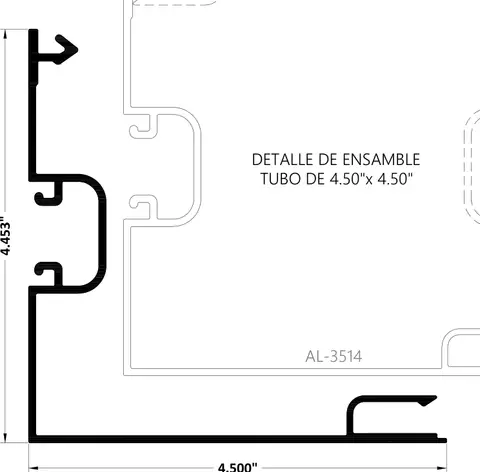 DETALLE DE ENSAMBLE
TUBO DE 4.50"x 4.50"
4.453"
AL-3514
4.500"